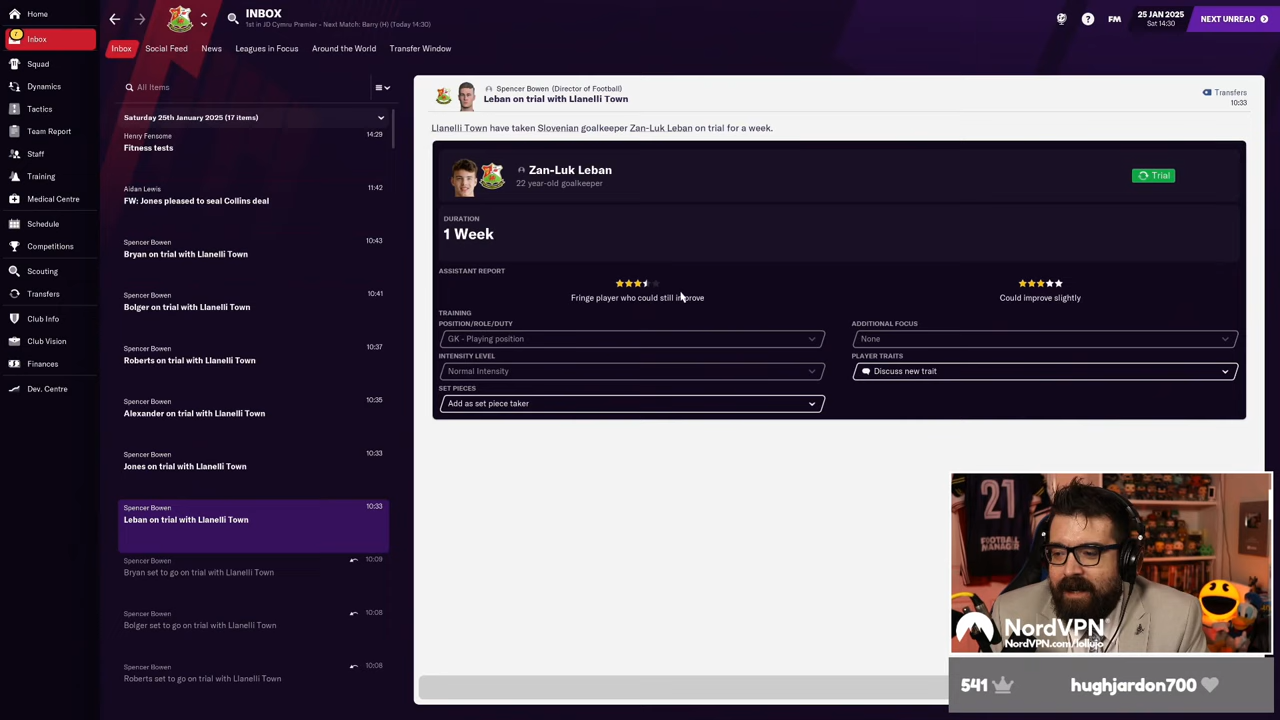 Home
7
Inbox
Squad
Dynamics
Tactics
Team Report
Staff
Training
Medical Centre
Schedule
Competitions
Scouting
Transfers
Club Info
Club Vision
Finances
Dev. Centre
INBOX
1st in JD Cymru Premier - Next Match: Barry (H) (Today 14:30)
FM
25 JAN 2025
Sat 14:30
NEXT UNREAD
Inbox
Social Feed
News
Leagues in Focus
Around the World
Transfer Window
All Items
Saturday 25th January 2025 (17 items)
Henry Fensome
14:29
Fitness tests
Aidan Lewis
11:42
FW: Jones pleased to seal Collins deal
Spencer Bowen
10:43
Bryan on trial with Llanelli Town
Spencer Bowen
10:41
Bolger on trial with Llanelli Town
Spencer Bowen
10:37
Roberts on trial with Llanelli Town
Spencer Bowen
10:35
Alexander on trial with Llanelli Town
Spencer Bowen
10:33
Jones on trial with Llanelli Town
Spencer Bowen
10:33
Leban on trial with Llanelli Town
Spencer Bowen
10:09
Bryan set to go on trial with Llanelli Town
Spencer Bowen
10:08
Bolger set to go on trial with Llanelli Town
Spencer Bowen
10:08
Roberts set to go on trial with Llanelli Town
Spencer Bowen (Director of Football)
Leban on trial with Llanelli Town
Transfers
10:33
Llanelli Town have taken Slovenian goalkeeper Zan-Luk Leban on trial for a week.
Zan-Luk Leban
22 year-old goalkeeper
Trial
DURATION
1 Week
ASSISTANT REPORT
Fringe player who could still improve
Could improve slightly
TRAINING
POSITION/ROLE/DUTY
GK - Playing position
ADDITIONAL FOCUS
None
INTENSITY LEVEL
Normal Intensity
PLAYER TRAITS
Discuss new trait
SET PIECES
Add as set piece taker
21
FOOTBALL
MANAGER
NordVPN
NordVPN.com/lollujo
541
hughjardon700